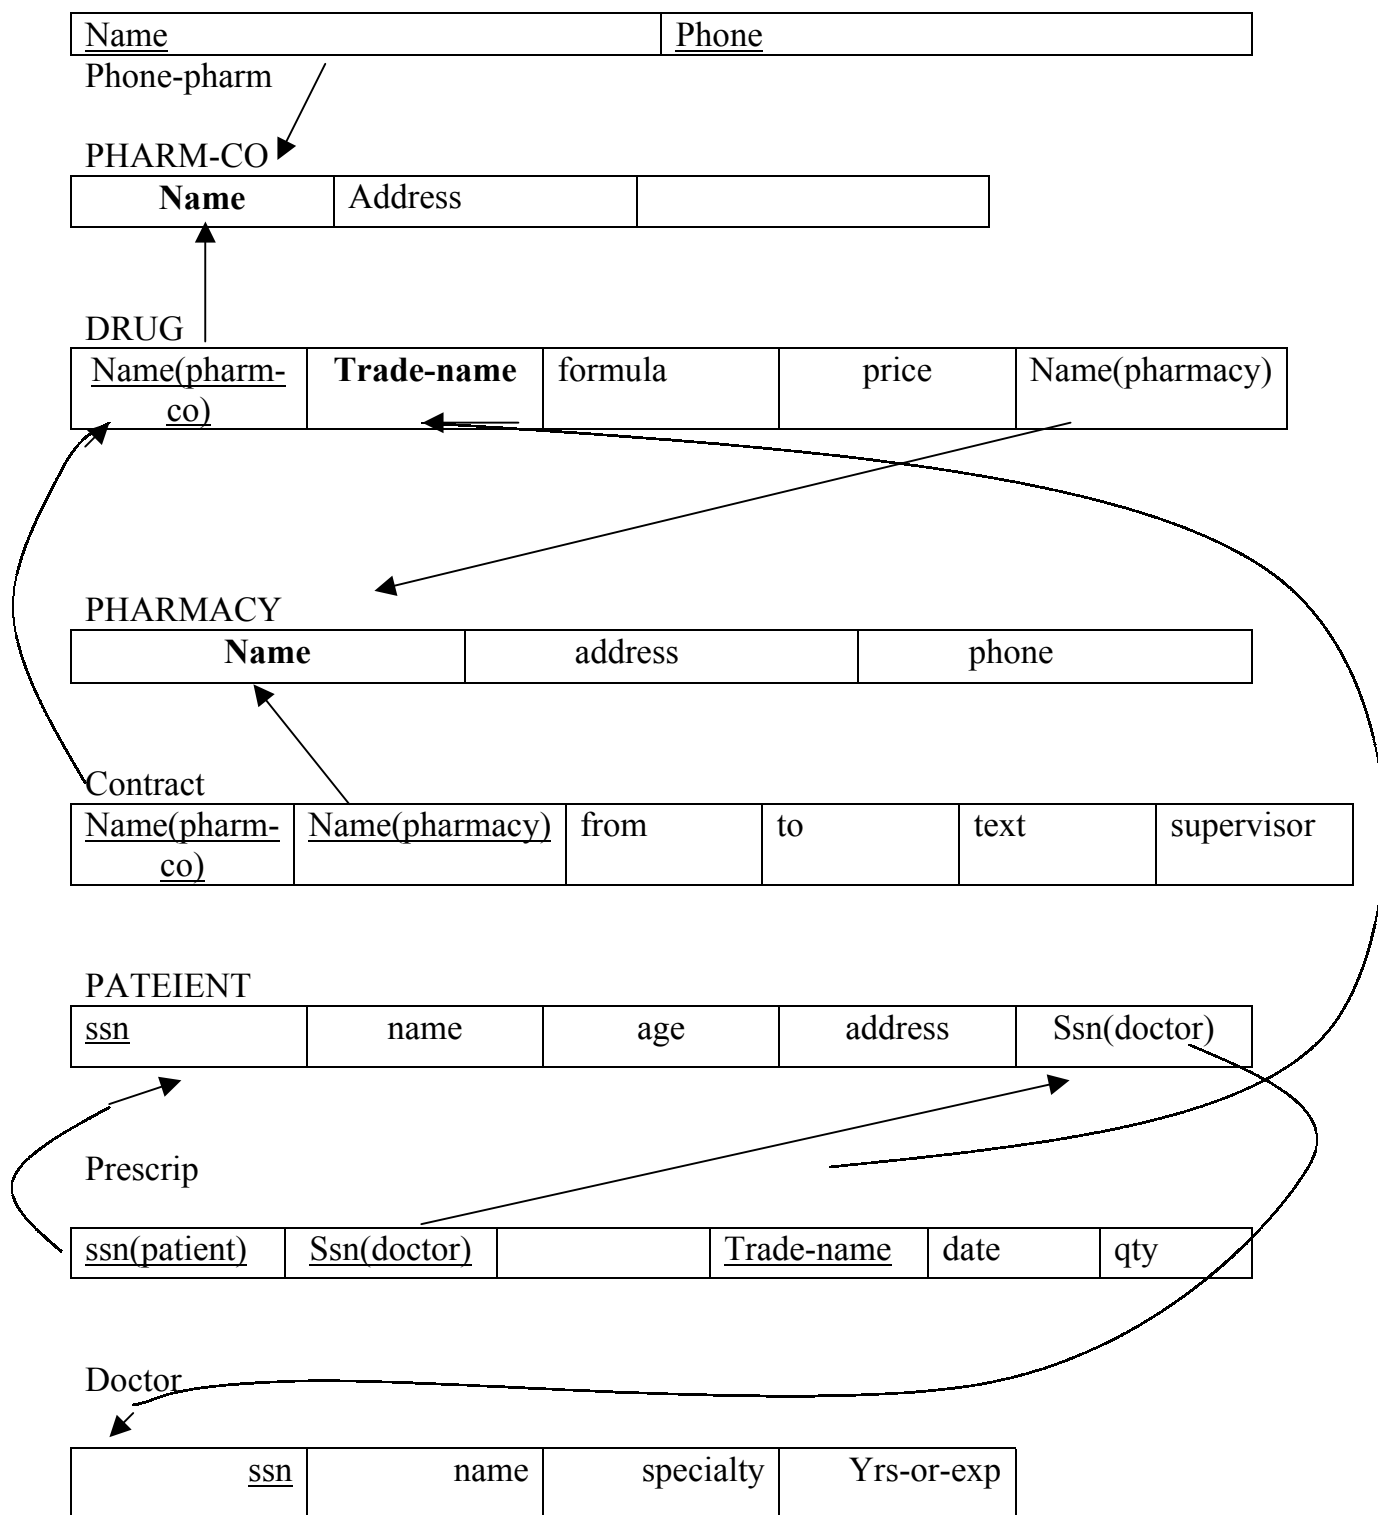 Name Phone
Phone-pharm
PHARM-CO
Name Address
DRUG
Name(pharm- Trade-name formula price Name(pharmacy)
co)
PHARMACY
Name address phone
Contract
Name(pharm- Name(pharmacy) from to text supervisor
co)
PATEIENT
ssn name age address Ssn(doctor)
Prescrip
ssn(patient) Ssn(doctor) Trade-name date qty
Doctor
ssn name specialty Yrs-or-exp